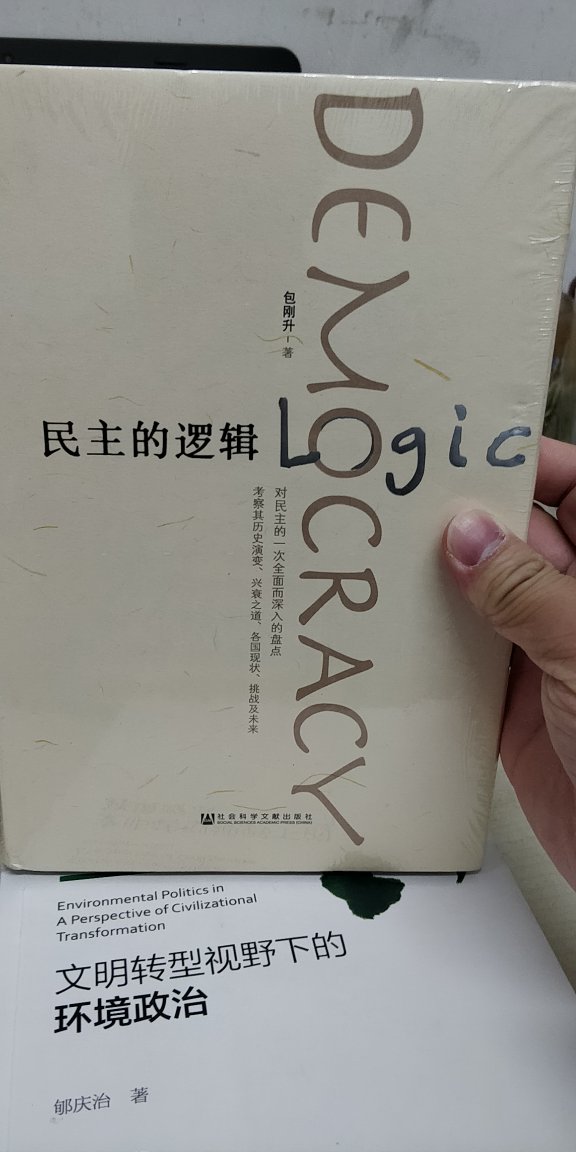 DEMOCRACY
包刚升 著
民主的逻辑
Logic
对民主的一次全面而深入的盘点
考察其历史演变、兴衰之道、各国现状、挑战及未来
社会科学文献出版社
SOCIAL SCIENCES ACADEMIC PRESS (CHINA)
Environmental Politics in
A Perspective of Civilizational
Transformation
文明转型视野下的
环境政治
郇庆治 著